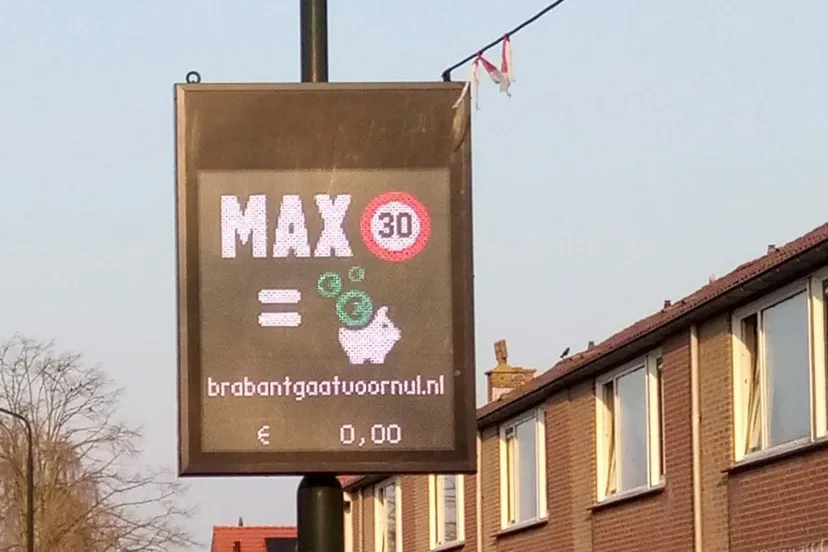 MAX 30
=
brabantgaatvoornul.nl
€ 0,00